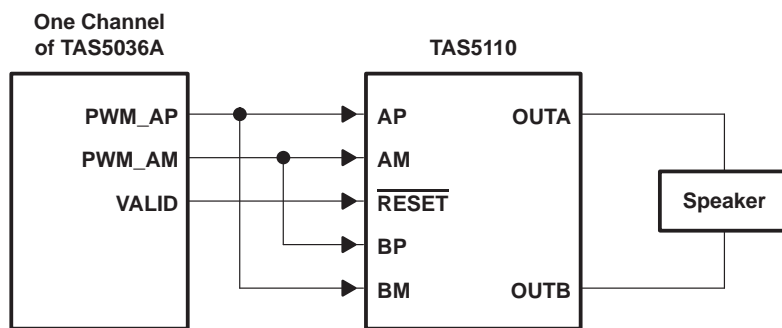 One Channel
of TAS5036A
TAS5110
PWM_AP
AP
OUTA
PWM_AM
AM
VALID
RESET
Speaker
BP
BM
OUTB